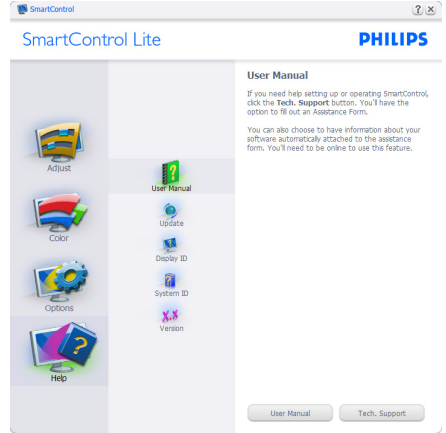 SmartControl
SmartControl Lite
PHILIPS
Adjust
Color
Options
Help
User Manual
Update
Display ID
System ID
X.X
Version
User Manual
If you need help setting up or operating SmartControl,
click the Tech. Support button. You'll have the
option to fill out an Assistance Form.
You can also choose to have information about your
software automatically attached to the assistance
form. You'll need to be online to use this feature.
User Manual
Tech. Support